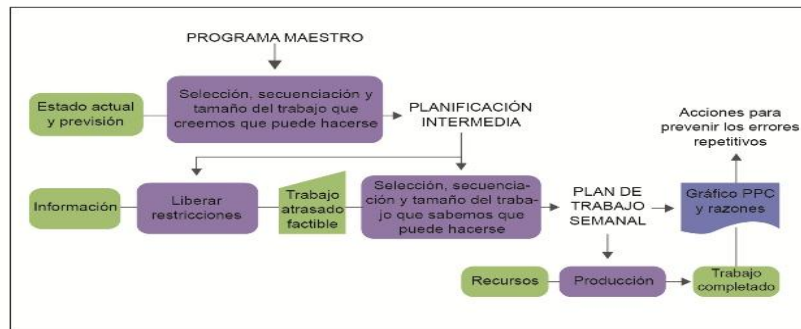 PROGRAMA MAESTRO
Estado actual
y previsión
Selección, secuenciación y
tamaño del trabajo que
creemos que puede hacerse
PLANIFICACIÓN
INTERMEDIA
Acciones para
prevenir los errores
repetitivos
Información
Liberar
restricciones
Trabajo
atrasado
factible
Selección, secuencia-
ción y tamaño del traba-
jo que sabemos que
puede hacerse
PLAN DE
TRABAJO
SEMANAL
Gráfico PPC
y razones
Recursos
Producción
Trabajo
completado